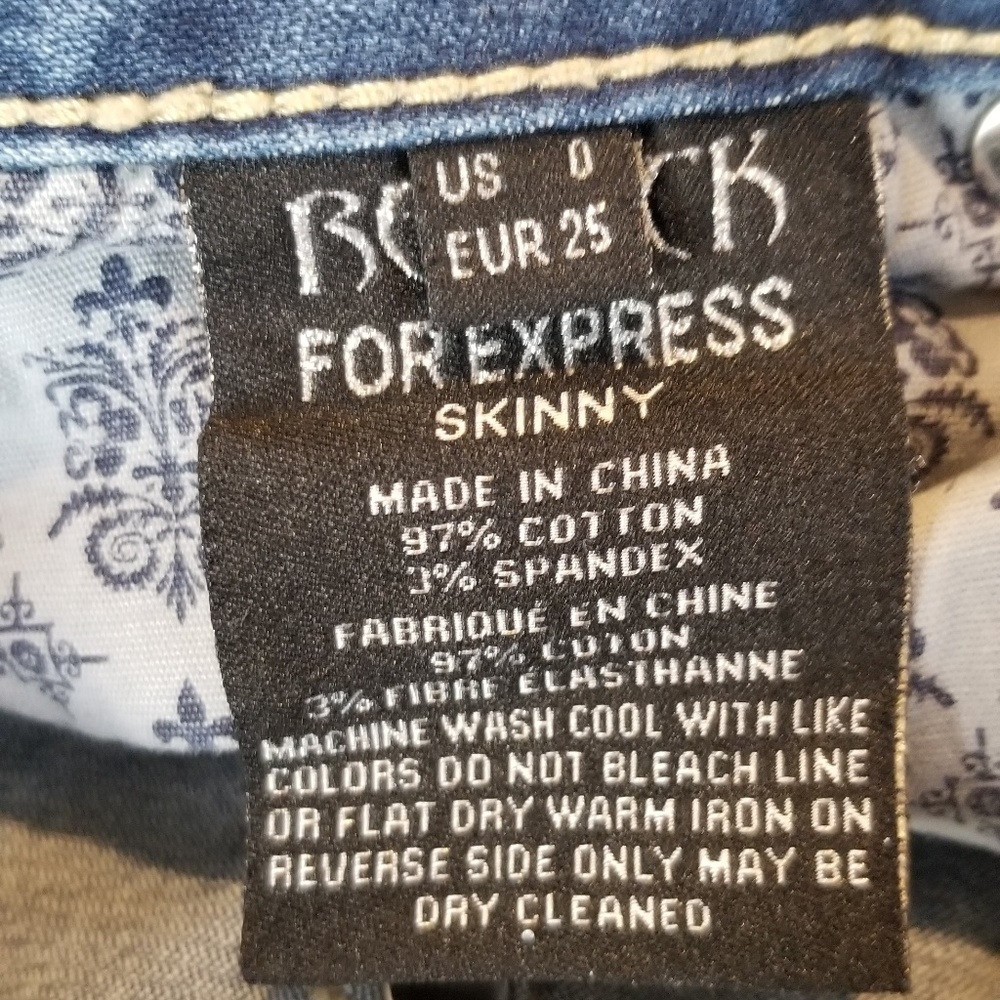 US 0
EUR 25
FOR EXPRESS
SKINNY
MADE IN CHINA
97% COTTON
3% SPANDEX
FABRIQUÉ EN CHINE
97% COTON
3% FIBRE ELASTHANNE
MACHINE WASH COOL WITH LIKE
COLORS DO NOT BLEACH LINE
OR FLAT DRY WARM IRON ON
REVERSE SIDE ONLY MAY BE
DRY CLEANED